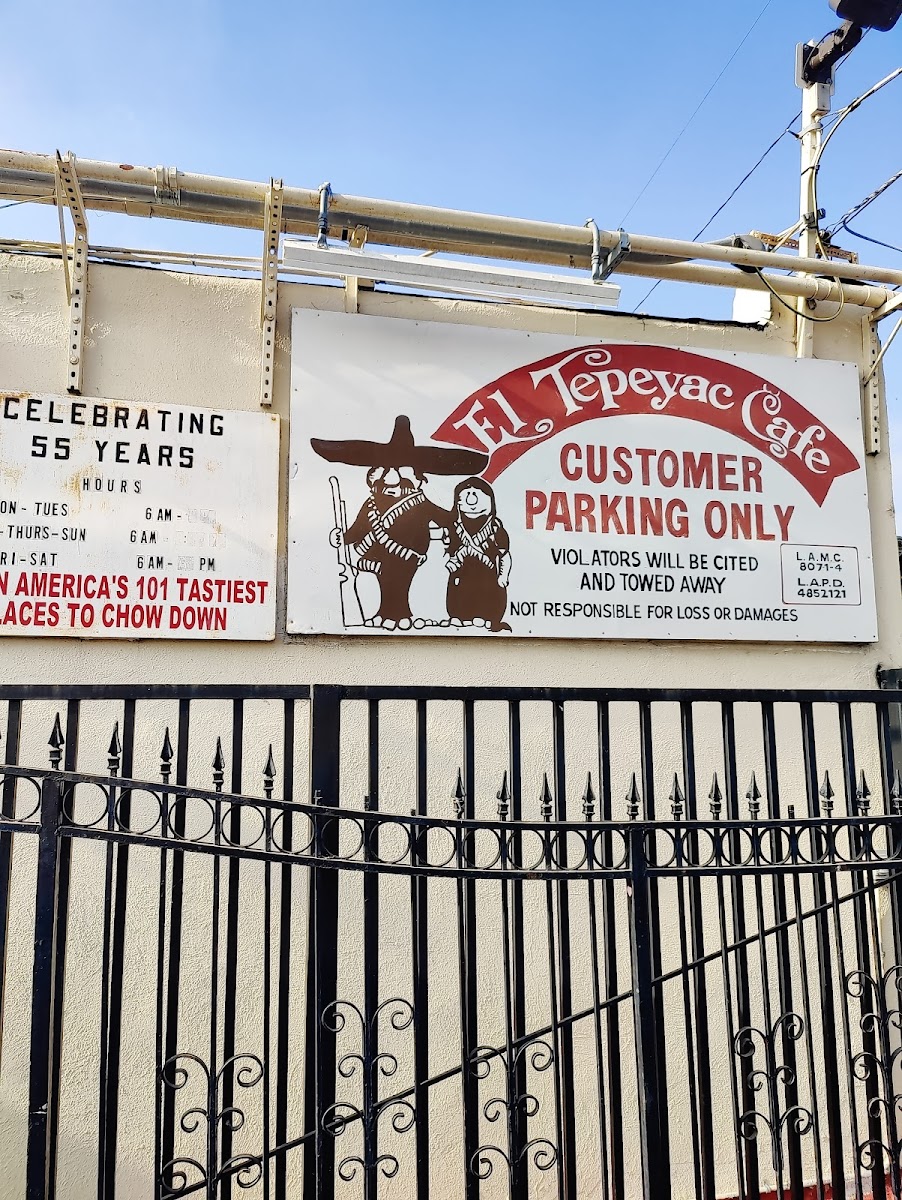 CELEBRATING
55 YEARS
HOURS
ON - TUES 6 AM -
-THURS-SUN 6 AM
RI-SAT 6 AM - PM
N AMERICA'S 101 TASTIEST
LACES TO CHOW DOWN
El Tepeyac Cafe
CUSTOMER
PARKING ONLY
VIOLATORS WILL BE CITED
AND TOWED AWAY
NOT RESPONSIBLE FOR LOSS OR DAMAGES
L.A.M.C.
8071-4
L.A.P.D.
4852121